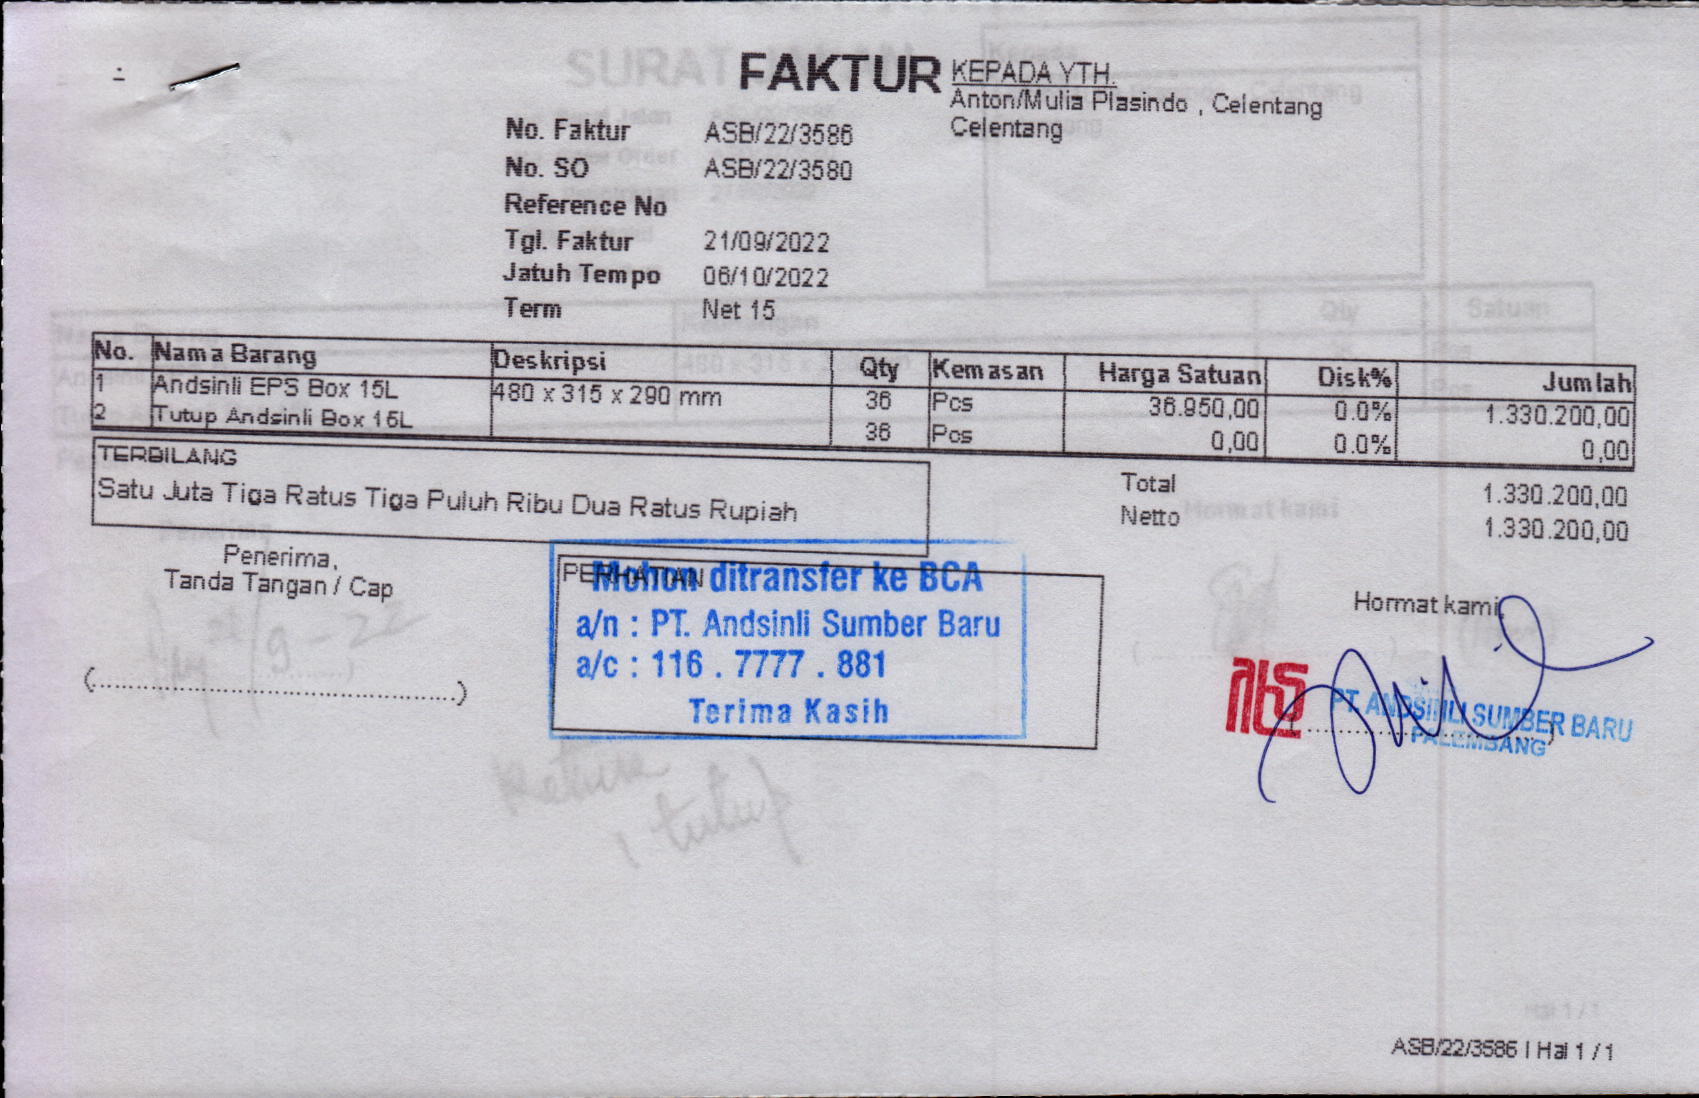 FAKTUR
KEPADA YTH.
Anton/Mulia Plasindo , Celentang
Celentang
No. Faktur ASB/22/3586
No. SO ASB/22/3580
Reference No
Tgl. Faktur 21/09/2022
Jatuh Tempo 06/10/2022
Term Net 15
No. Nama Barang Deskripsi Qty Kemasan Harga Satuan Disk% Jumlah
1 Andsinli EPS Box 15L 480 x 315 x 290 mm 36 Pcs 36.950,00 0.0% 1.330.200,00
2 Tutup Andsinli Box 15L 36 Pcs 0,00 0.0% 0,00
TERBILANG
Satu Juta Tiga Ratus Tiga Puluh Ribu Dua Ratus Rupiah
Total 1.330.200,00
Netto 1.330.200,00
Penerima,
Tanda Tangan / Cap
(..........)
PERHATIAN
Mohon ditransfer ke BCA
a/n : PT. Andsinli Sumber Baru
a/c : 116 . 7777 . 881
Terima Kasih
Hormat kami,
PT. ANDSINLI SUMBER BARU
PALEMBANG
Retur
1 tutup
ASB/22/3586 | Hal 1 / 1